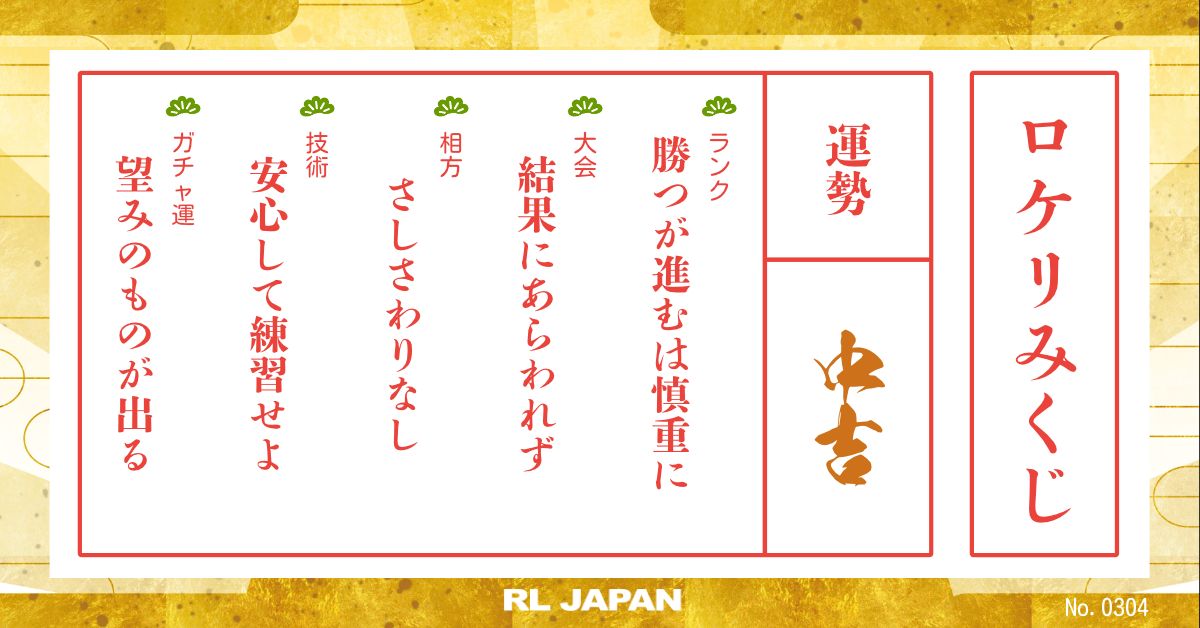 ロケリみくじ
運勢
中吉
ランク
勝つが進むは慎重に
大会
結果にあらわれず
相方
さしさわりなし
技術
安心して練習せよ
ガチャ運
望みのものが出る
RL JAPAN
No. 0304